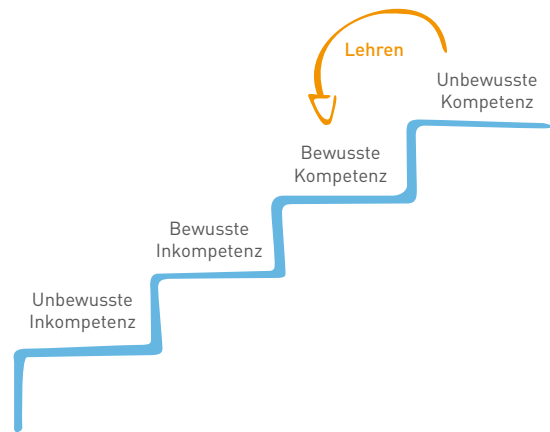 Lehren
Unbewusste
Kompetenz
Bewusste
Kompetenz
Bewusste
Inkompetenz
Unbewusste
Inkompetenz